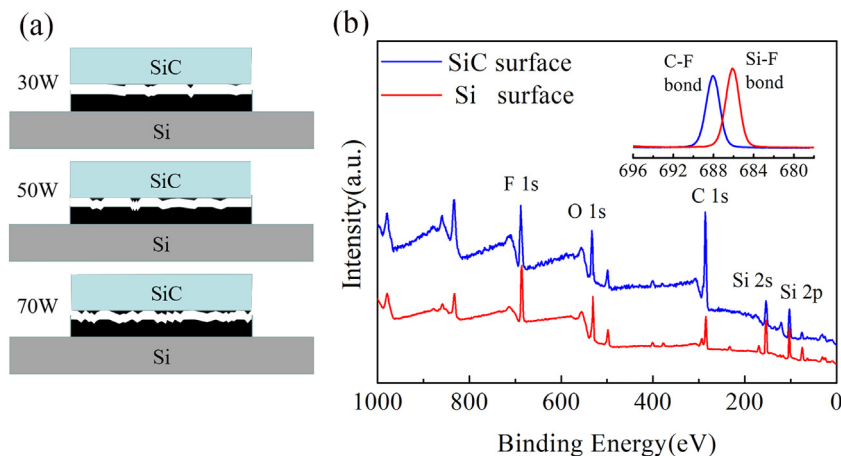 (a)
30W
SiC
Si
50W
SiC
Si
70W
SiC
Si
(b)
SiC surface
Si surface
C-F
bond
Si-F
bond
696 692 688 684 680
F 1s
O 1s
C 1s
Si 2s
Si 2p
Intensity(a.u.)
1000 800 600 400 200 0
Binding Energy(eV)